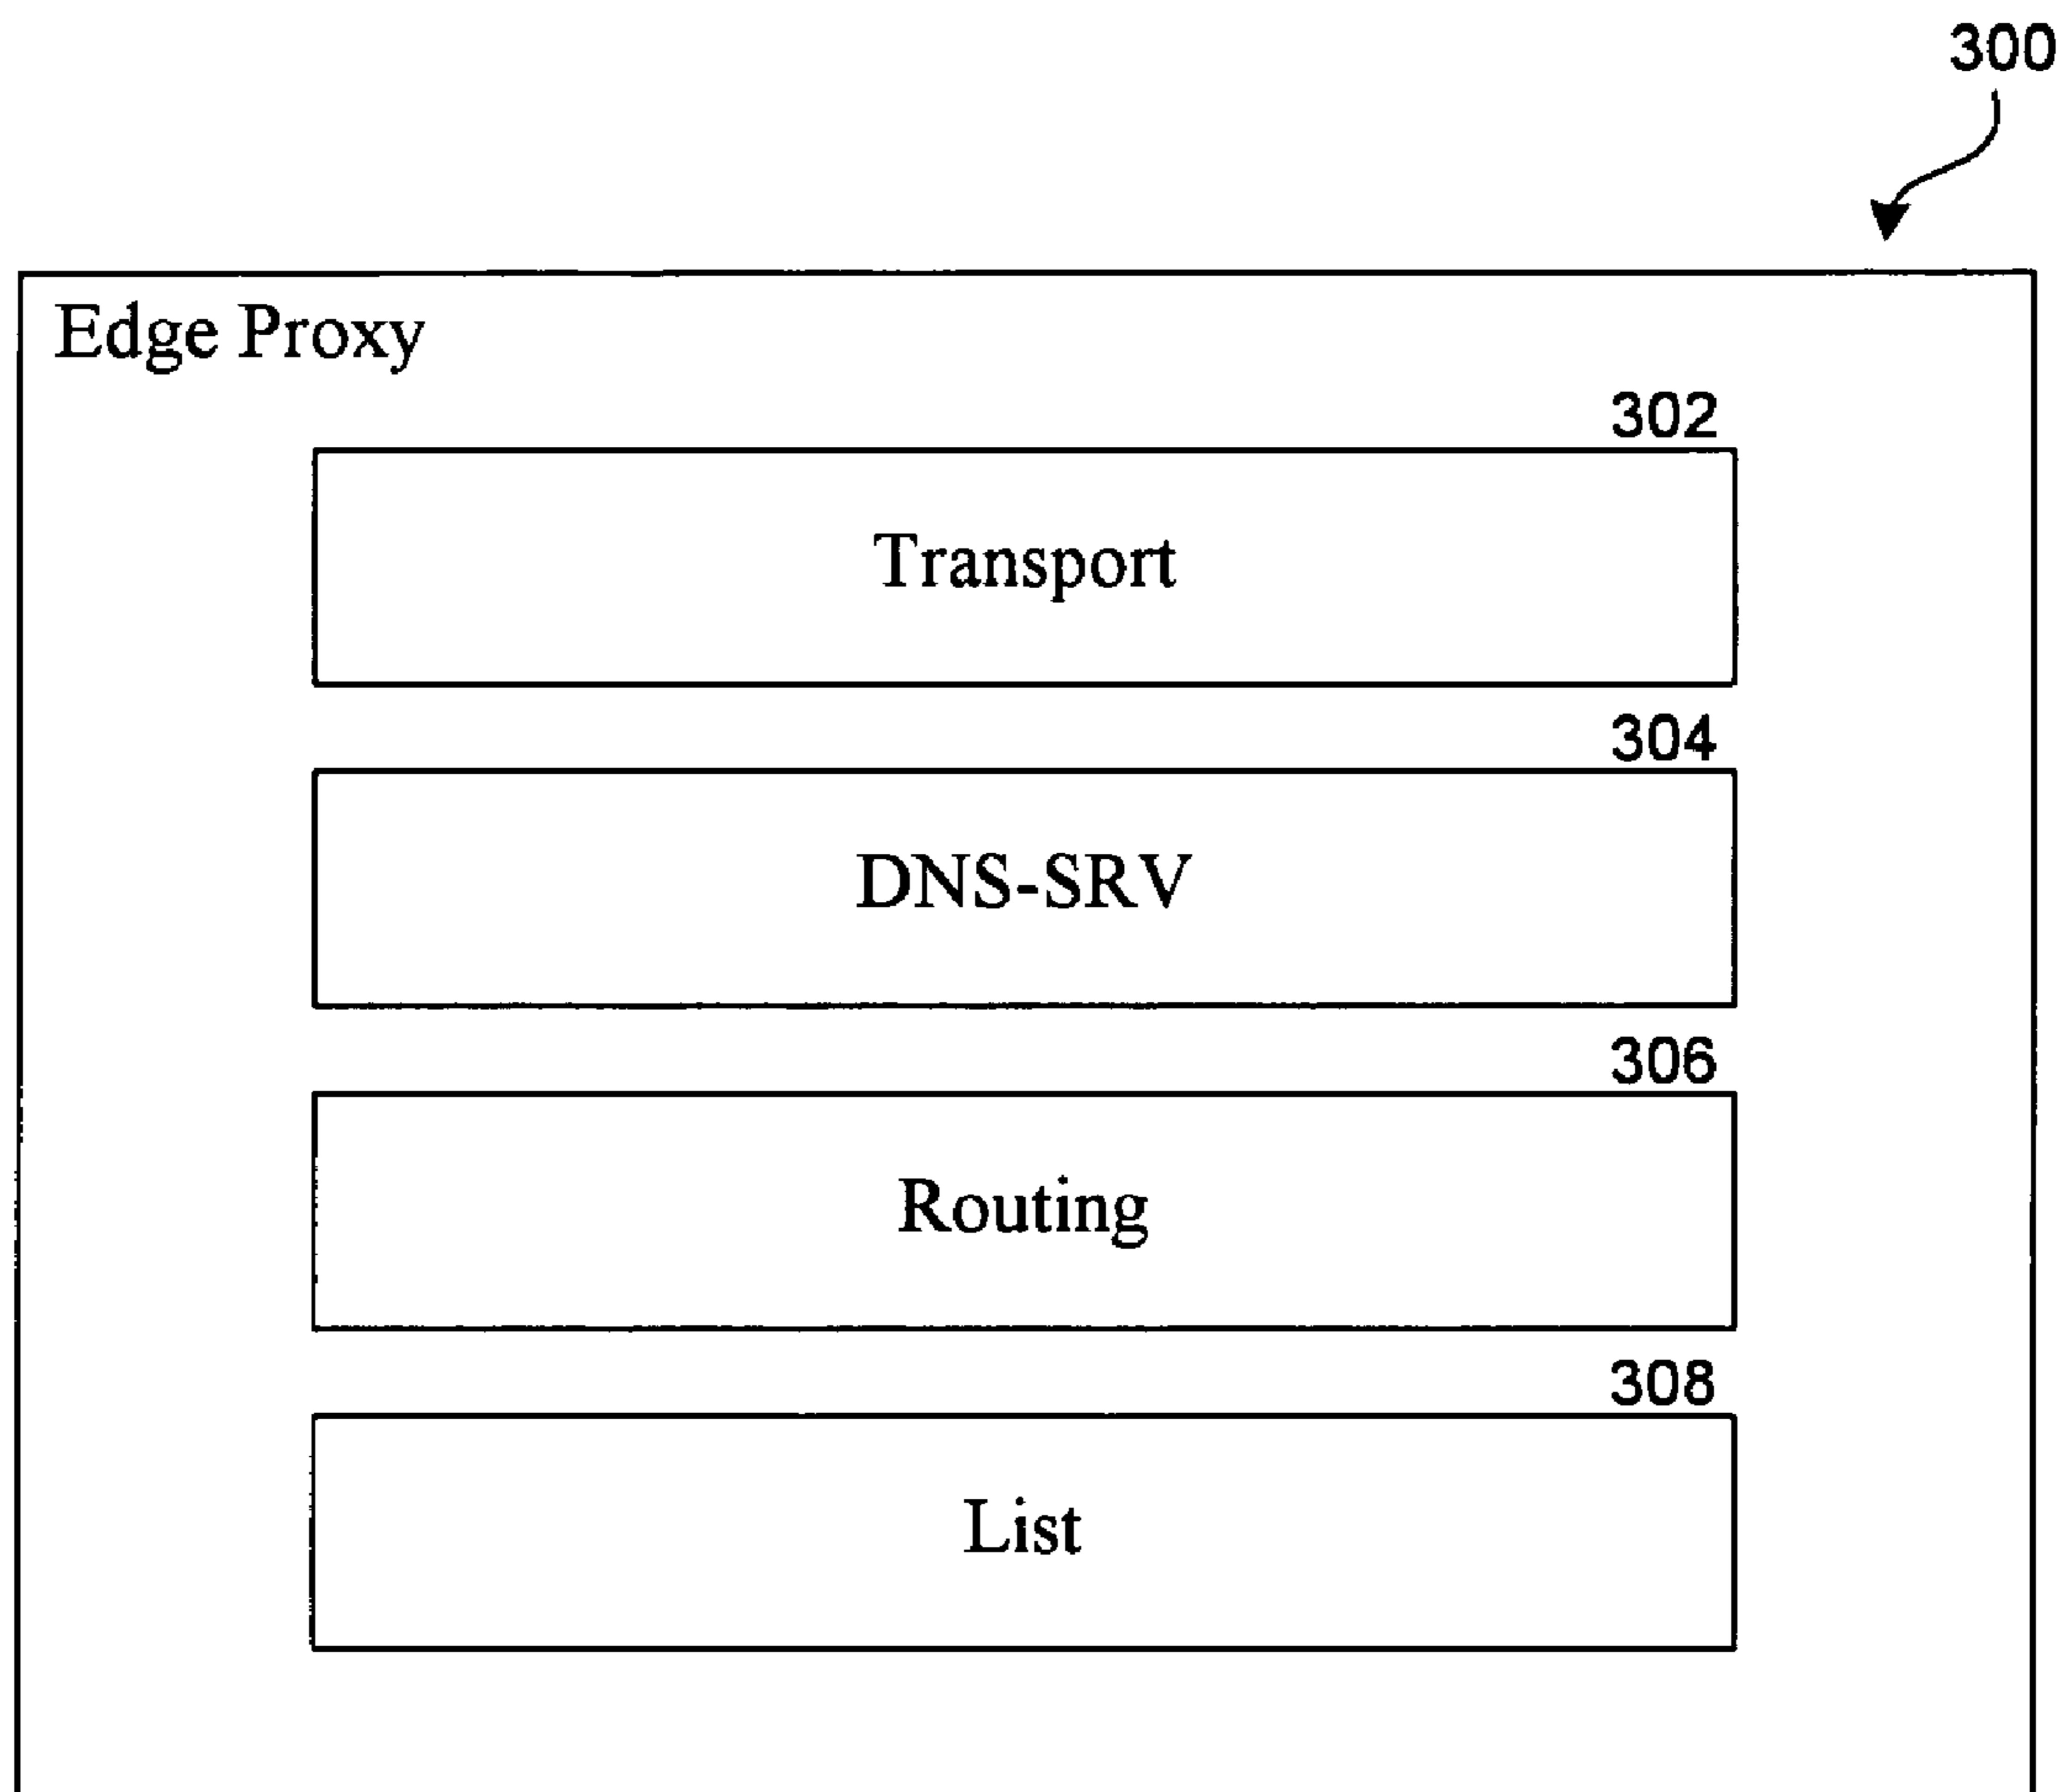 300
Edge Proxy
302
Transport
304
DNS-SRV
306
Routing
308
List